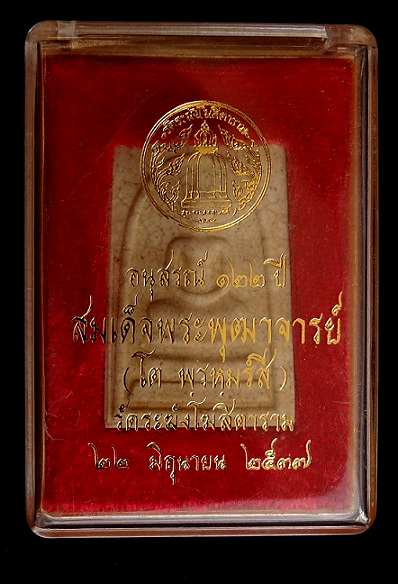 อนุสรณ์ ๑๒๒ ปี
สมเด็จพระพุฒาจารย์
(โต พรหมรังสี)
วัดระฆังโฆสิตาราม
๒๒ มิถุนายน ๒๕๓๗